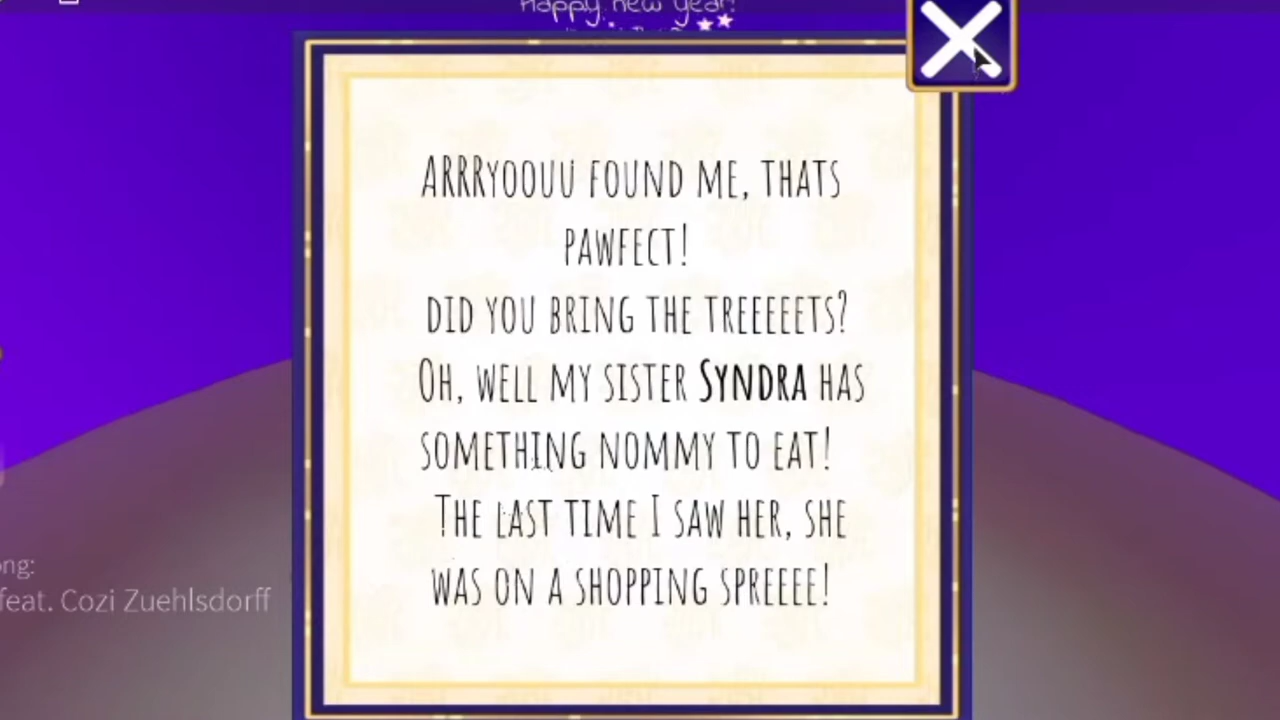 Happy new year!
ARRRYOOUU FOUND ME, THATS
PAWFECT!
DID YOU BRING THE TREEEEETS?
OH, WELL MY SISTER SYNDRA HAS
SOMETHING NOMMY TO EAT!
THE LAST TIME I SAW HER, SHE
WAS ON A SHOPPING SPREEEE!
ong:
feat. Cozi Zuehlsdorff